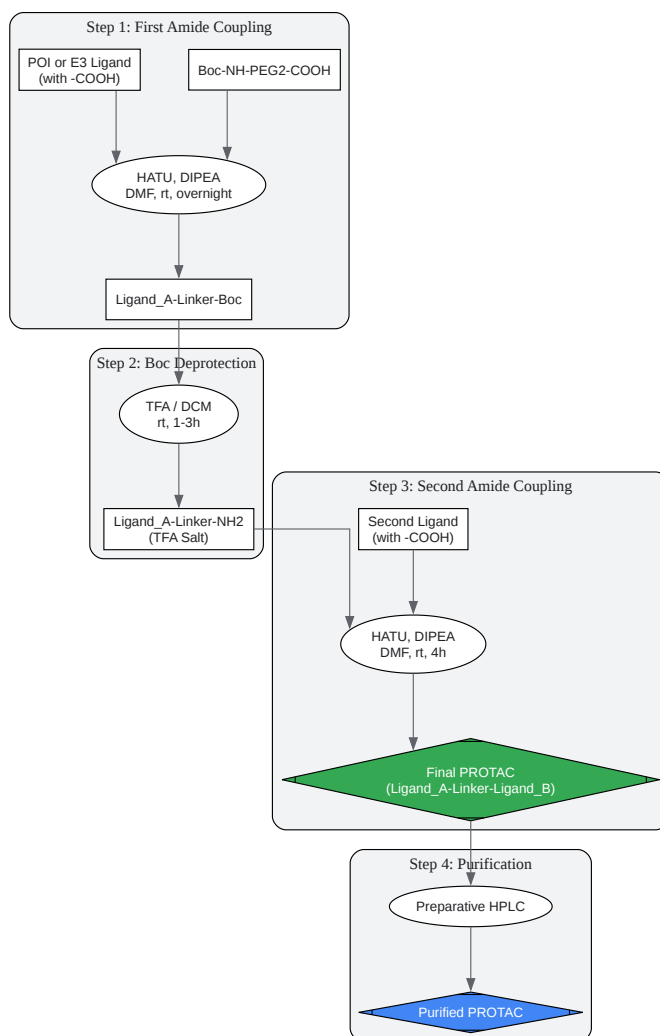 Step 1: First Amide Coupling
POI or E3 Ligand
(with -COOH)
Boc-NH-PEG2-COOH
HATU, DIPEA
DMF, rt, overnight
Ligand_A-Linker-Boc
Step 2: Boc Deprotection
TFA / DCM
rt, 1-3h
Ligand_A-Linker-NH2
(TFA Salt)
Step 3: Second Amide Coupling
Second Ligand
(with -COOH)
HATU, DIPEA
DMF, rt, 4h
Final PROTAC
(Ligand_A-Linker-Ligand_B)
Step 4: Purification
Preparative HPLC
Purified PROTAC